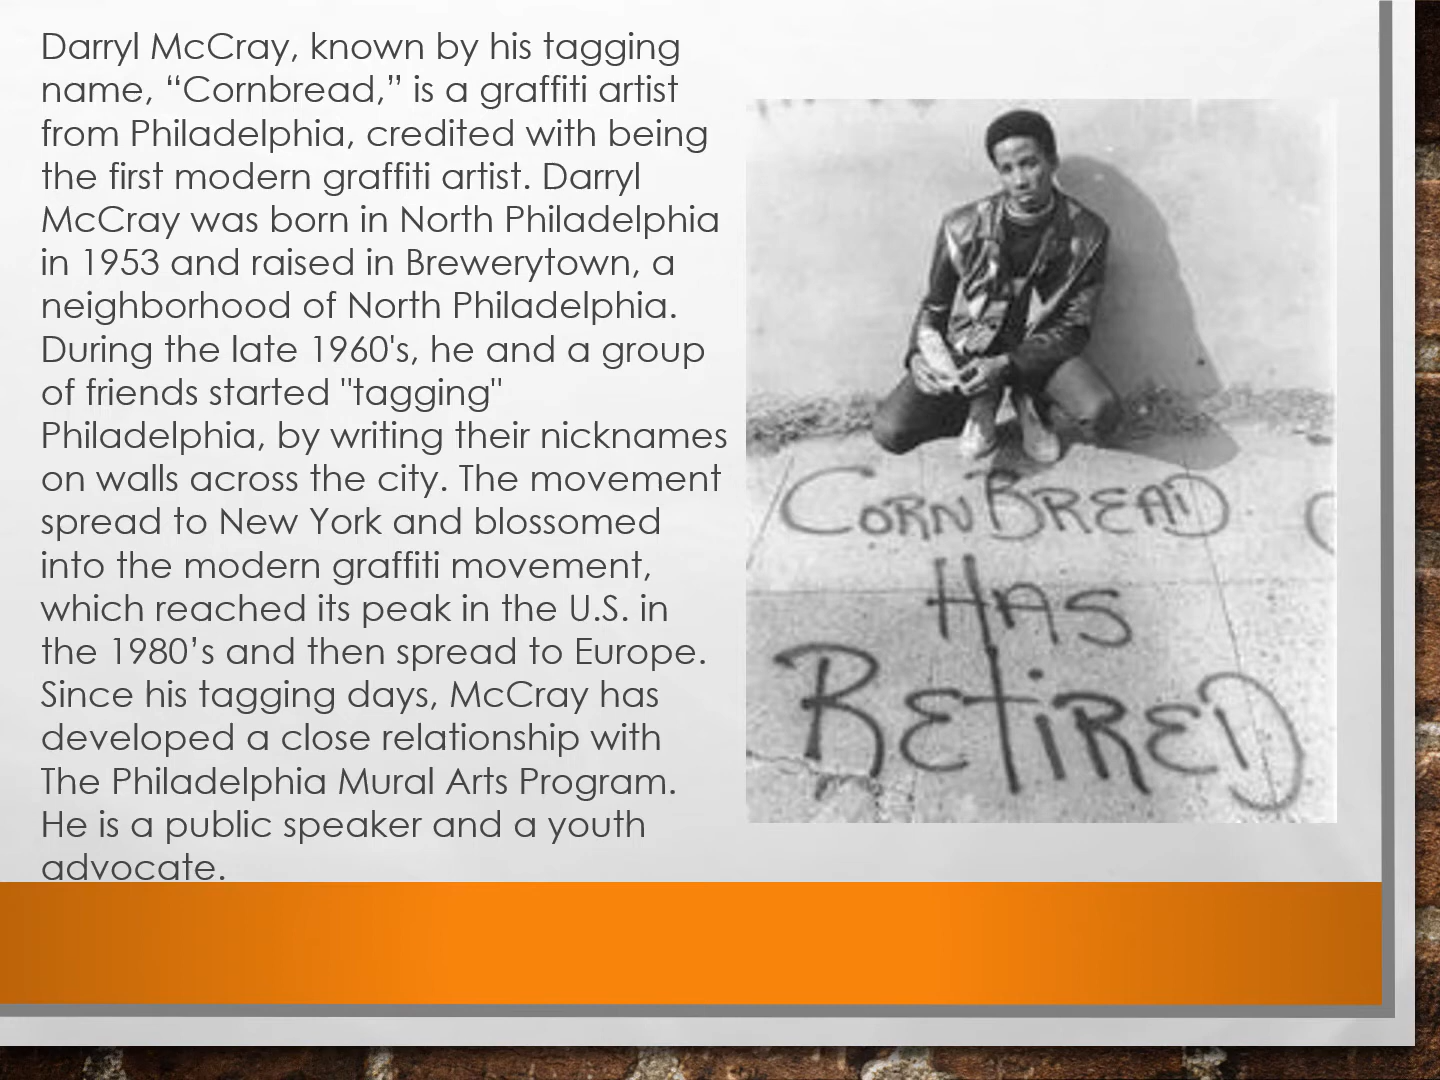 Darryl McCray, known by his tagging
name, “Cornbread,” is a graffiti artist
from Philadelphia, credited with being
the first modern graffiti artist. Darryl
McCray was born in North Philadelphia
in 1953 and raised in Brewerytown, a
neighborhood of North Philadelphia.
During the late 1960's, he and a group
of friends started "tagging"
Philadelphia, by writing their nicknames
on walls across the city. The movement
spread to New York and blossomed
into the modern graffiti movement,
which reached its peak in the U.S. in
the 1980’s and then spread to Europe.
Since his tagging days, McCray has
developed a close relationship with
The Philadelphia Mural Arts Program.
He is a public speaker and a youth
advocate.
CORNBREAD
HAS
RETiRED